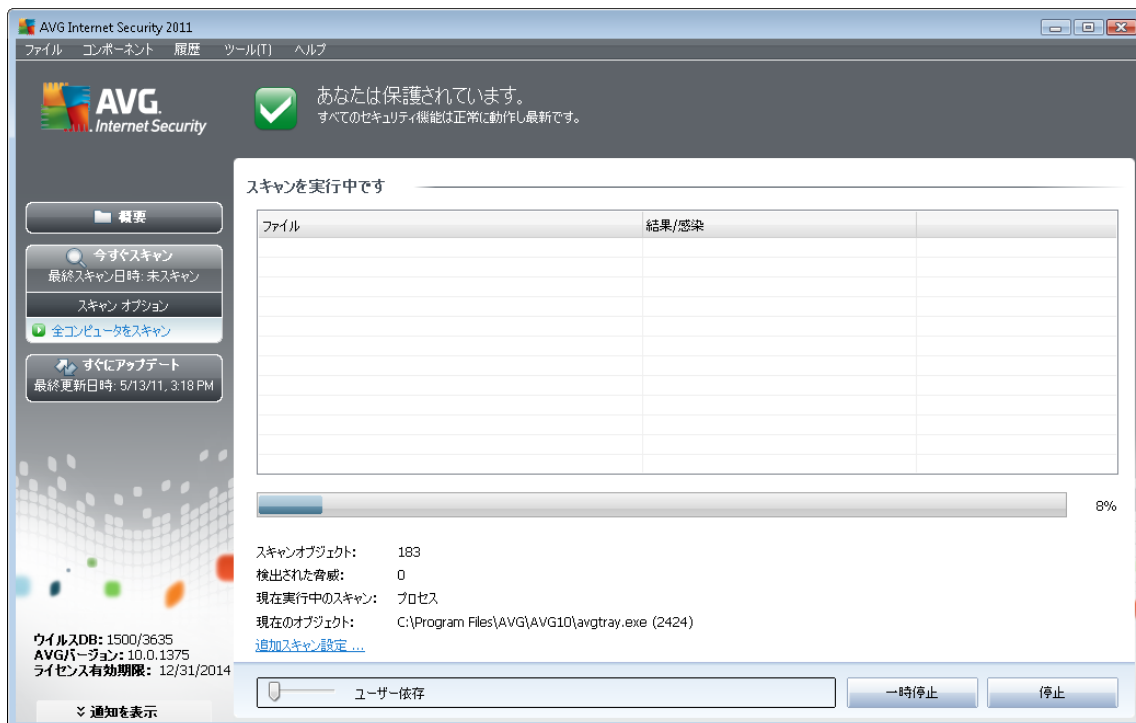 AVG Internet Security 2011
ファイル コンポーネント 履歴 ツール(T) ヘルプ
AVG.
Internet Security
あなたは保護されています。
すべてのセキュリティ機能は正常に動作し最新です。
概要
今すぐスキャン
最終スキャン日時: 未スキャン
スキャン オプション
全コンピュータをスキャン
すぐにアップデート
最終更新日時: 5/13/11, 3:18 PM
ウイルスDB: 1500/3635
AVGバージョン: 10.0.1375
ライセンス有効期限: 12/31/2014
通知を表示
スキャンを実行中です
ファイル 結果/感染
8%
スキャンオブジェクト: 183
検出された脅威: 0
現在実行中のスキャン: プロセス
現在のオブジェクト: C:\Program Files\AVG\AVG10\avgtray.exe (2424)
追加スキャン設定 ...
ユーザー依存 一時停止 停止